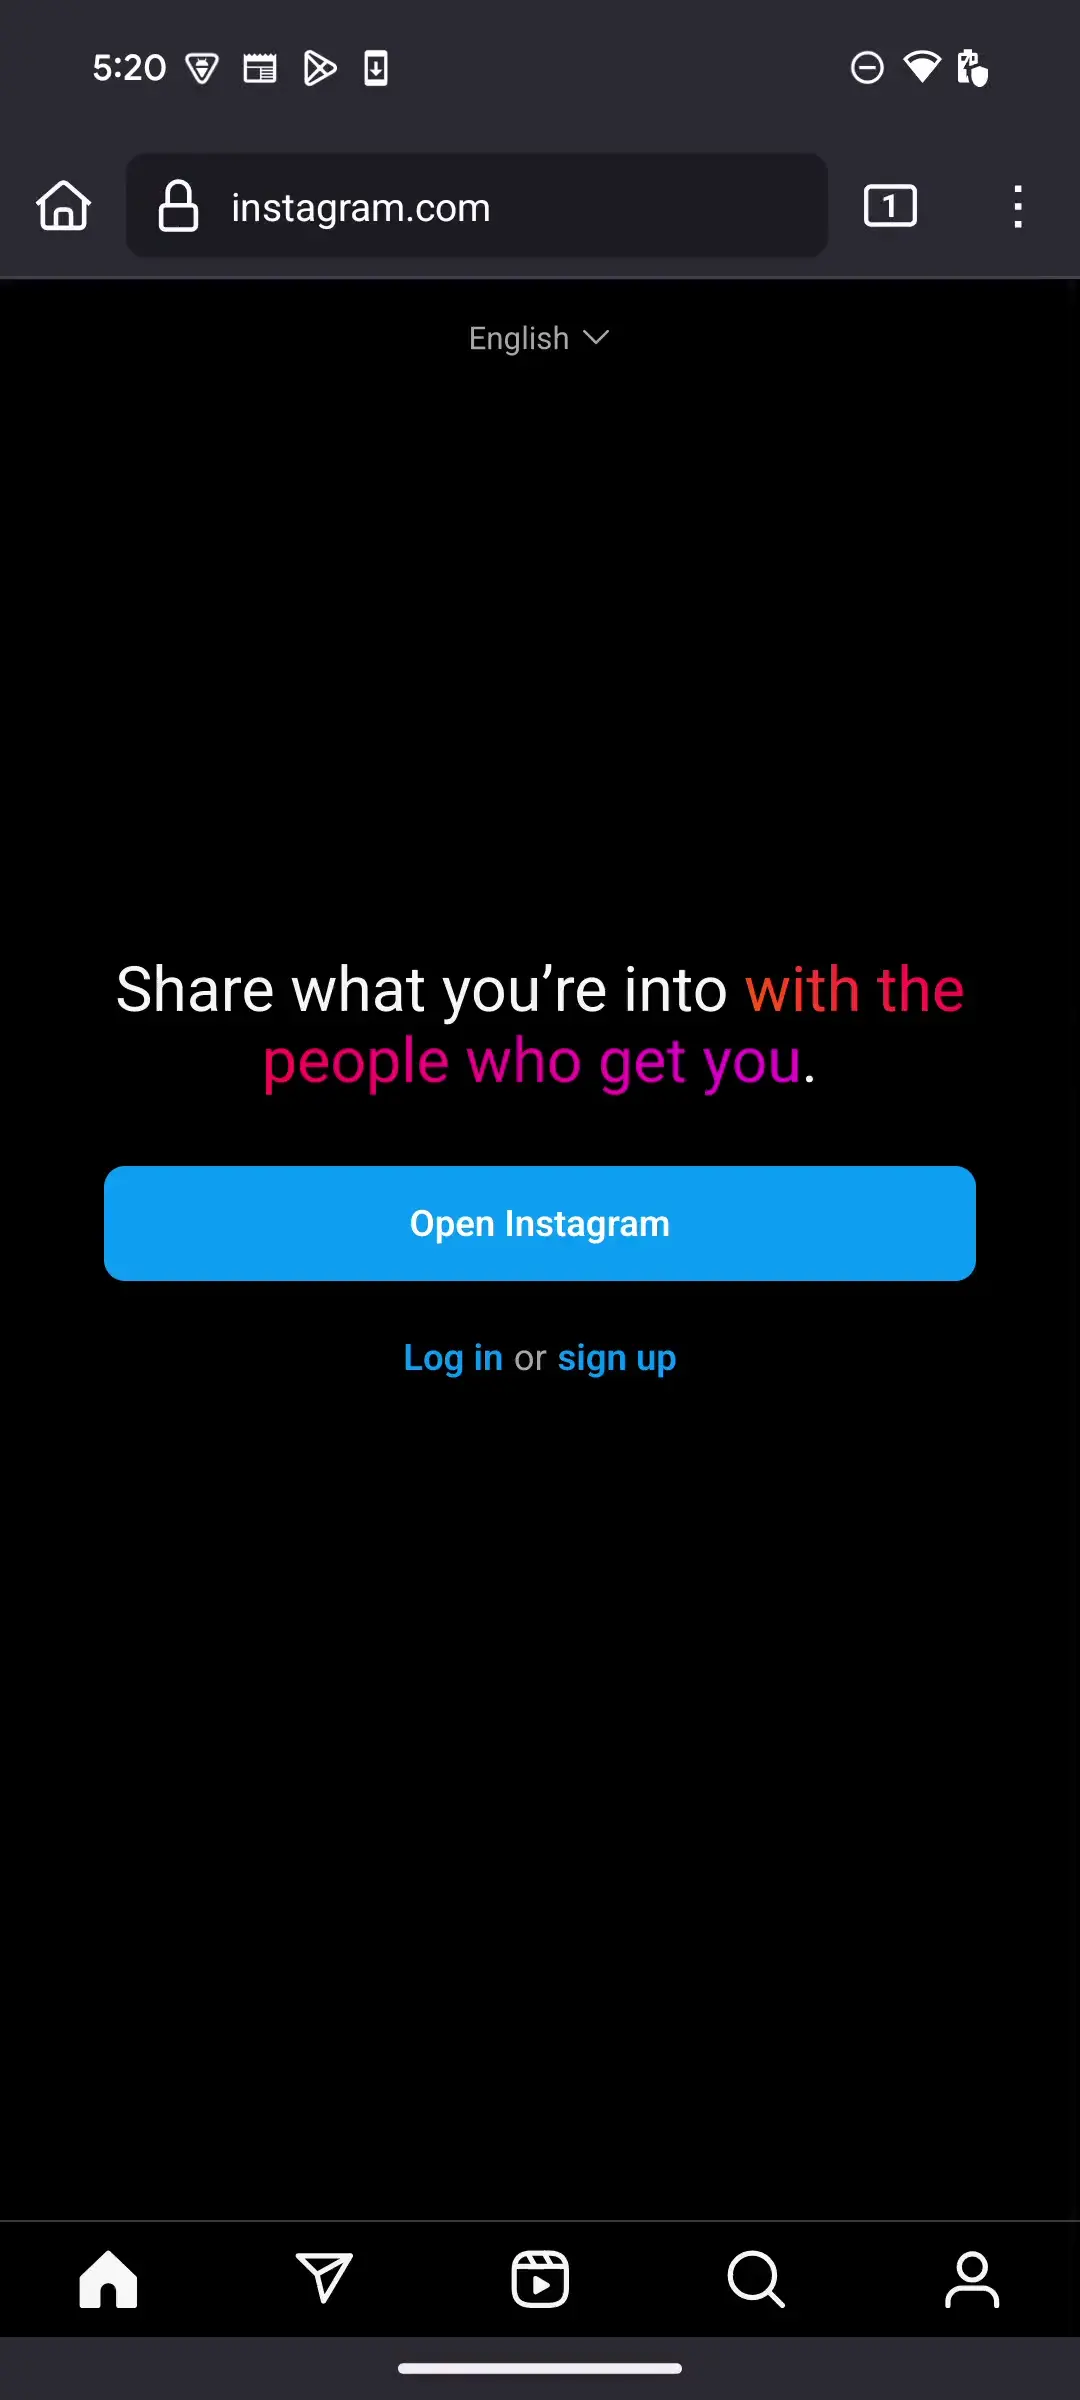 5:20
instagram.com
1
English
Share what you’re into with the
people who get you.
Open Instagram
Log in or sign up